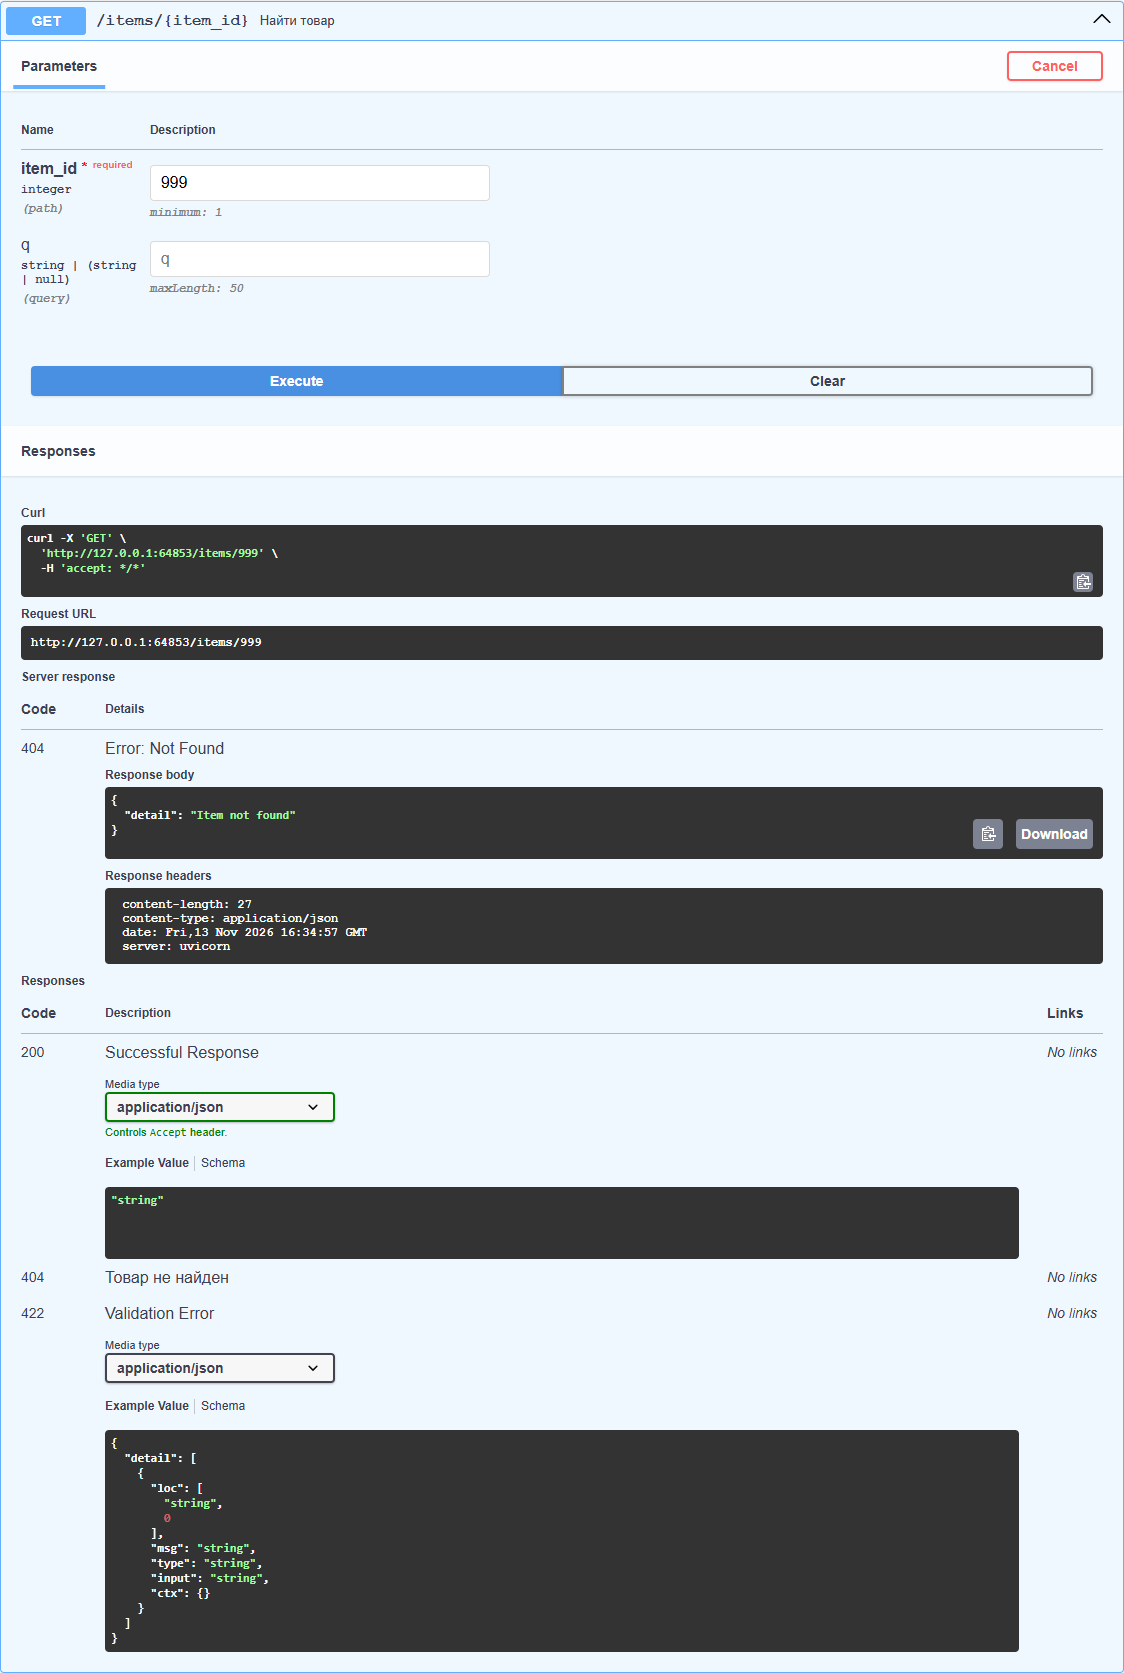 GET /items/{item_id} Найти товар
Parameters
Cancel
Name Description
item_id * required
integer
(path)
999
minimum: 1
q
string | (string
| null)
(query)
q
maxLength: 50
Execute Clear
Responses
Curl
curl -X 'GET' \
'http://127.0.0.1:64853/items/999' \
-H 'accept: */*'
Request URL
http://127.0.0.1:64853/items/999
Server response
Code Details
404 Error: Not Found
Response body
{
"detail": "Item not found"
}
Download
Response headers
content-length: 27
content-type: application/json
date: Fri,13 Nov 2026 16:34:57 GMT
server: uvicorn
Responses
Code Description Links
200 Successful Response No links
Media type
application/json
Controls Accept header.
Example Value Schema
"string"
404 Товар не найден No links
422 Validation Error No links
Media type
application/json
Example Value Schema
{
"detail": [
{
"loc": [
"string",
0
],
"msg": "string",
"type": "string",
"input": "string",
"ctx": {}
}
]
}